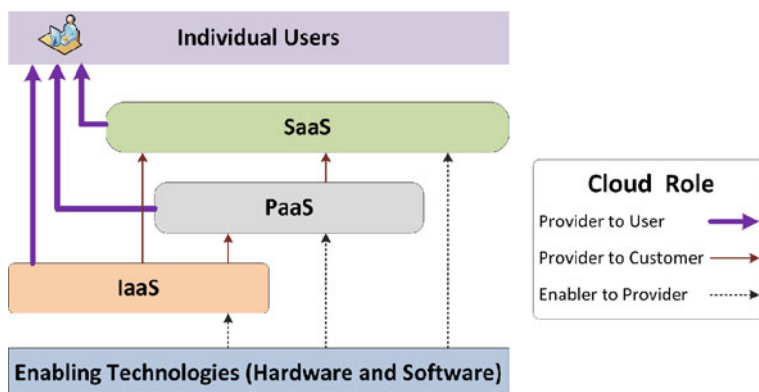 Individual Users
SaaS
PaaS
IaaS
Enabling Technologies (Hardware and Software)
Cloud Role
Provider to User
Provider to Customer
Enabler to Provider